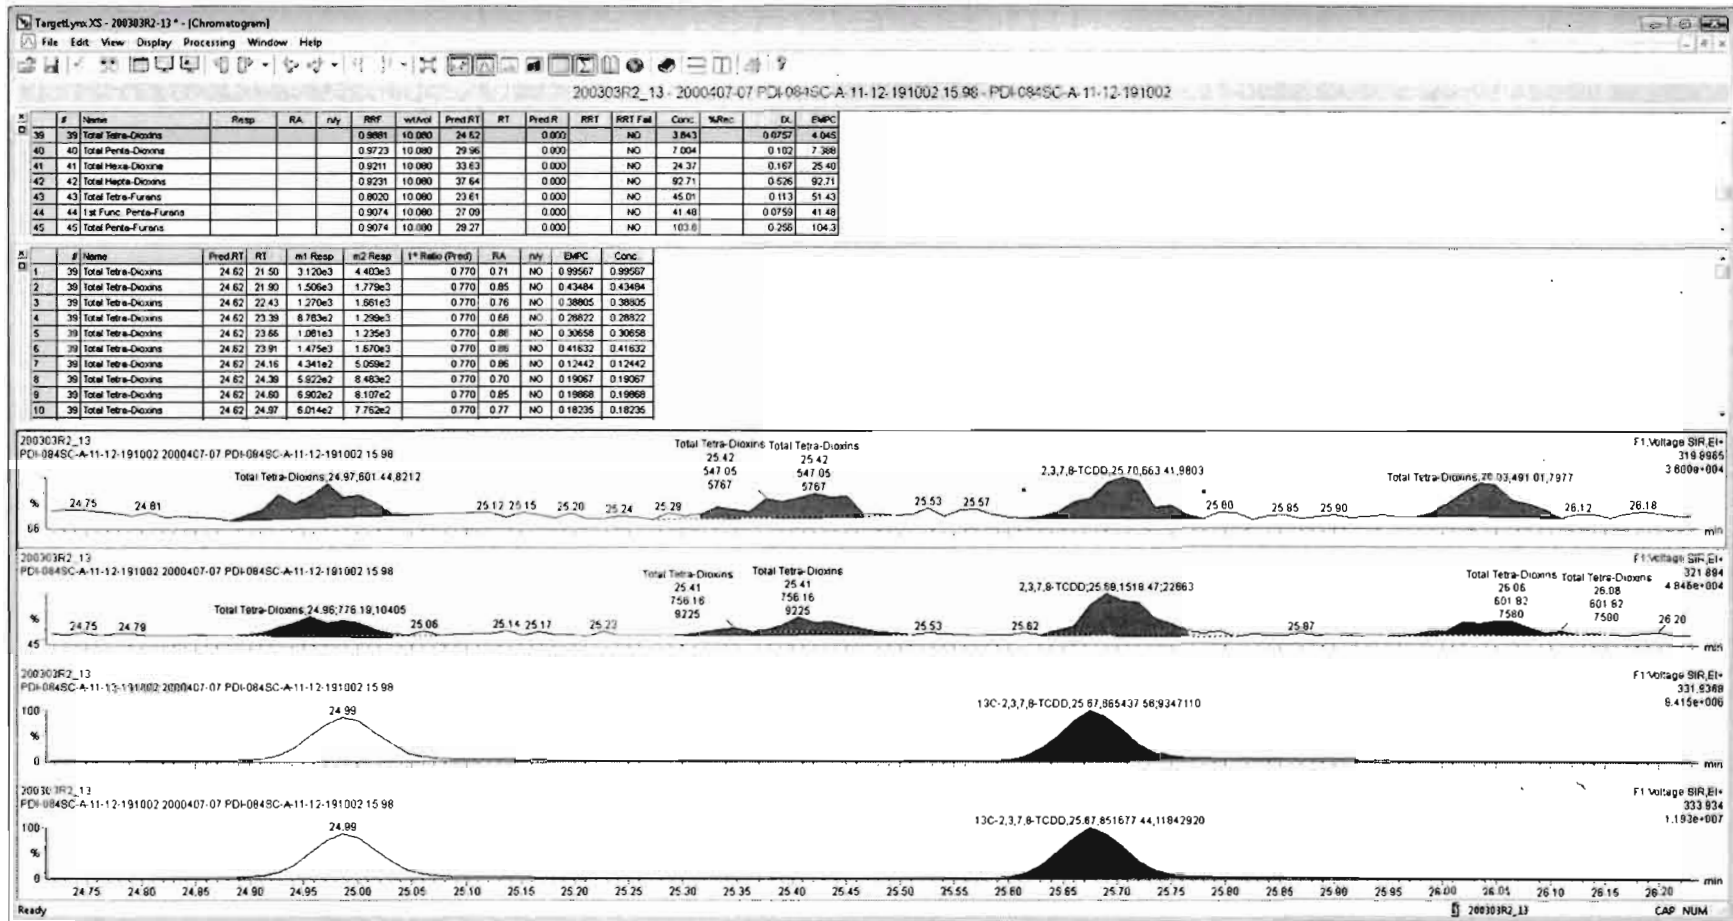 TargetLynx XS - 200303R2-13 * - [Chromatogram]
File Edit View Display Processing Window Help
200303R2_13 - 2000407-07 PDI-084SC-A-11-12-191002 15.98 - PDI-084SC-A-11-12-191002
# Name Resp RA n/y RRF wt/vol Pred.RT RT Pred.R RRT RRT Fail Conc. %Rec DL EMPC
39 39 Total Tetra-Dioxins 0.9881 10.080 24.62 0.000 NO 3.843 0.0757 4.045
40 40 Total Penta-Dioxins 0.9723 10.080 29.96 0.000 NO 7.004 0.102 7.388
41 41 Total Hexa-Dioxins 0.9211 10.080 33.63 0.000 NO 24.37 0.167 25.40
42 42 Total Hepta-Dioxins 0.9231 10.080 37.64 0.000 NO 92.71 0.526 92.71
43 43 Total Tetra-Furans 0.8020 10.080 23.61 0.000 NO 45.01 0.113 51.43
44 44 1st Func. Penta-Furans 0.9074 10.080 27.09 0.000 NO 41.48 0.0759 41.48
45 45 Total Penta-Furans 0.9074 10.080 29.27 0.000 NO 103.6 0.256 104.3
# Name Pred.RT RT m1 Resp m2 Resp 1° Ratio (Pred) RA n/y EMPC Conc.
1 39 Total Tetra-Dioxins 24.62 21.50 3.120e3 4.403e3 0.770 0.71 NO 0.99567 0.99567
2 39 Total Tetra-Dioxins 24.62 21.90 1.506e3 1.779e3 0.770 0.85 NO 0.43484 0.43484
3 39 Total Tetra-Dioxins 24.62 22.43 1.270e3 1.661e3 0.770 0.76 NO 0.38805 0.38805
4 39 Total Tetra-Dioxins 24.62 23.39 8.783e2 1.299e3 0.770 0.68 NO 0.28822 0.28822
5 39 Total Tetra-Dioxins 24.62 23.66 1.081e3 1.235e3 0.770 0.88 NO 0.30658 0.30658
6 39 Total Tetra-Dioxins 24.62 23.91 1.475e3 1.670e3 0.770 0.88 NO 0.41632 0.41632
7 39 Total Tetra-Dioxins 24.62 24.16 4.341e2 5.059e2 0.770 0.86 NO 0.12442 0.12442
8 39 Total Tetra-Dioxins 24.62 24.39 5.922e2 8.483e2 0.770 0.70 NO 0.19067 0.19067
9 39 Total Tetra-Dioxins 24.62 24.60 6.902e2 8.107e2 0.770 0.85 NO 0.19868 0.19868
10 39 Total Tetra-Dioxins 24.62 24.97 6.014e2 7.762e2 0.770 0.77 NO 0.18235 0.18235
200303R2_13
PDI-084SC-A-11-12-191002 2000407-07 PDI-084SC-A-11-12-191002 15.98
F1:Voltage SIR,EI+
319.8965
3.600e+004
Total Tetra-Dioxins Total Tetra-Dioxins
25.42 25.42
547.05 547.05
5767 5767
Total Tetra-Dioxins;24.97;601.44;8212
2,3,7,8-TCDD;25.70;663.41;9803
Total Tetra-Dioxins;26.03;491.01;7977
24.75 24.81 25.12 25.15 25.20 25.24 25.29 25.53 25.57 25.80 25.85 25.90 26.12 26.18
%
66
min
200303R2_13
PDI-084SC-A-11-12-191002 2000407-07 PDI-084SC-A-11-12-191002 15.98
F1:Voltage SIR,EI+
321.894
4.846e+004
Total Tetra-Dioxins Total Tetra-Dioxins
25.41 25.41
756.16 756.16
9225 9225
Total Tetra-Dioxins;24.96;776.19;10405
2,3,7,8-TCDD;25.69;1518.47;22663
Total Tetra-Dioxins Total Tetra-Dioxins
26.06 26.08
601.82 601.82
7580 7580
24.75 24.79 25.06 25.14 25.17 25.23 25.53 25.62 25.87 26.20
%
45
min
200303R2_13
PDI-084SC-A-11-12-191002 2000407-07 PDI-084SC-A-11-12-191002 15.98
F1:Voltage SIR,EI+
331.9368
9.415e+006
100
24.99
13C-2,3,7,8-TCDD;25.67;665437.56;9347110
%
0
min
200303R2_13
PDI-084SC-A-11-12-191002 2000407-07 PDI-084SC-A-11-12-191002 15.98
F1:Voltage SIR,EI+
333.934
1.193e+007
100
24.99
13C-2,3,7,8-TCDD;25.67;851677.44;11842920
%
0
min
24.75 24.80 24.85 24.90 24.95 25.00 25.05 25.10 25.15 25.20 25.25 25.30 25.35 25.40 25.45 25.50 25.55 25.60 25.65 25.70 25.75 25.80 25.85 25.90 25.95 26.00 26.05 26.10 26.15 26.20
Ready
200303R2_13 CAP NUM